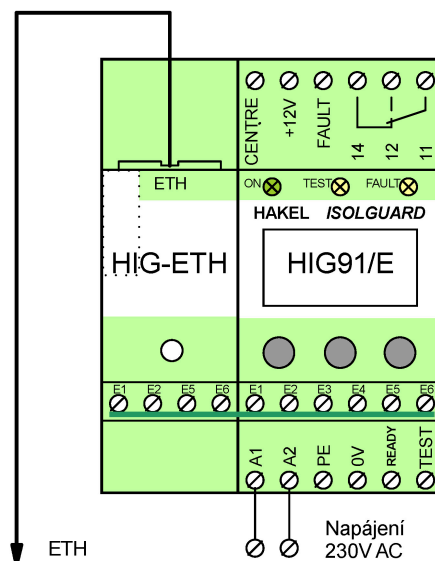 CENTRE +12V FAULT 14 12 11
ETH
ON TEST FAULT
HAKEL ISOLGUARD
HIG-ETH HIG91/E
E1 E2 E5 E6 E1 E2 E3 E4 E5 E6
A1 A2 PE 0V READY TEST
ETH
Napájení
230V AC